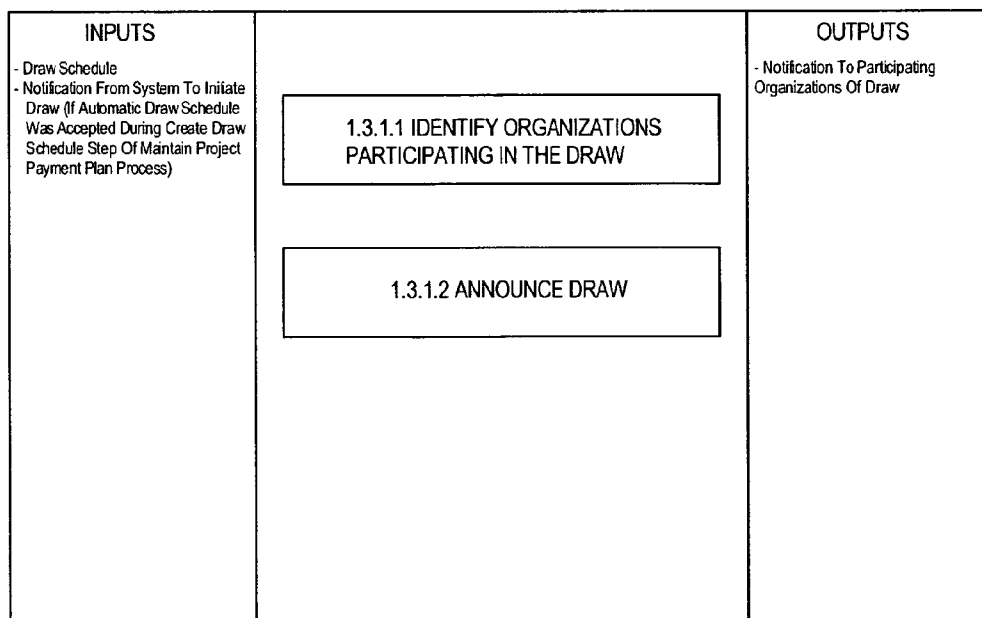 INPUTS
- Draw Schedule
- Notification From System To Initiate
Draw (If Automatic Draw Schedule
Was Accepted During Create Draw
Schedule Step Of Maintain Project
Payment Plan Process)
1.3.1.1 IDENTIFY ORGANIZATIONS
PARTICIPATING IN THE DRAW
1.3.1.2 ANNOUNCE DRAW
OUTPUTS
- Notification To Participating
Organizations Of Draw